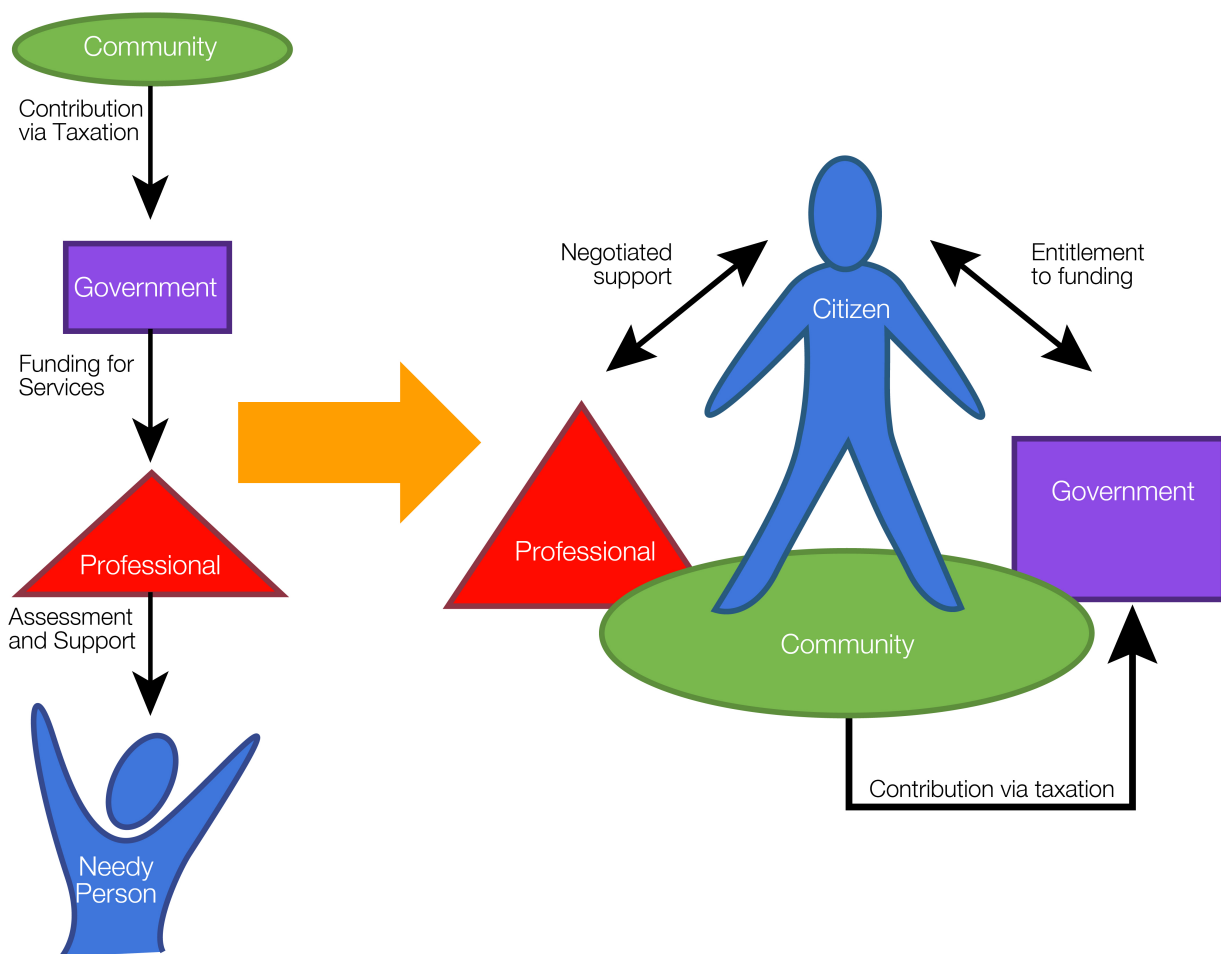 Community
Contribution
via Taxation
Government
Funding for
Services
Professional
Assessment
and Support
Needy
Person
Negotiated
support
Entitlement
to funding
Citizen
Professional
Government
Community
Contribution via taxation